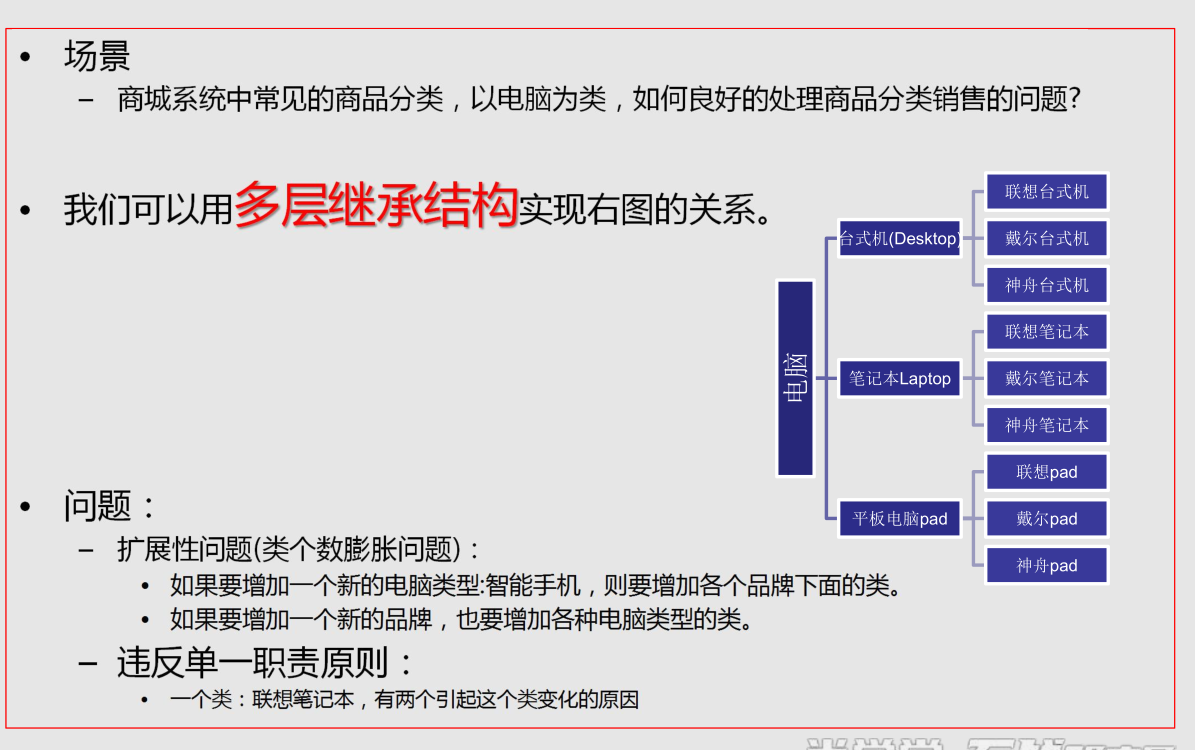 • 场景
– 商城系统中常见的商品分类，以电脑为类，如何良好的处理商品分类销售的问题?
• 我们可以用多层继承结构实现右图的关系。
电脑
台式机(Desktop)
联想台式机
戴尔台式机
神舟台式机
笔记本Laptop
联想笔记本
戴尔笔记本
神舟笔记本
平板电脑pad
联想pad
戴尔pad
神舟pad
• 问题：
– 扩展性问题(类个数膨胀问题)：
• 如果要增加一个新的电脑类型:智能手机，则要增加各个品牌下面的类。
• 如果要增加一个新的品牌，也要增加各种电脑类型的类。
– 违反单一职责原则：
• 一个类：联想笔记本，有两个引起这个类变化的原因